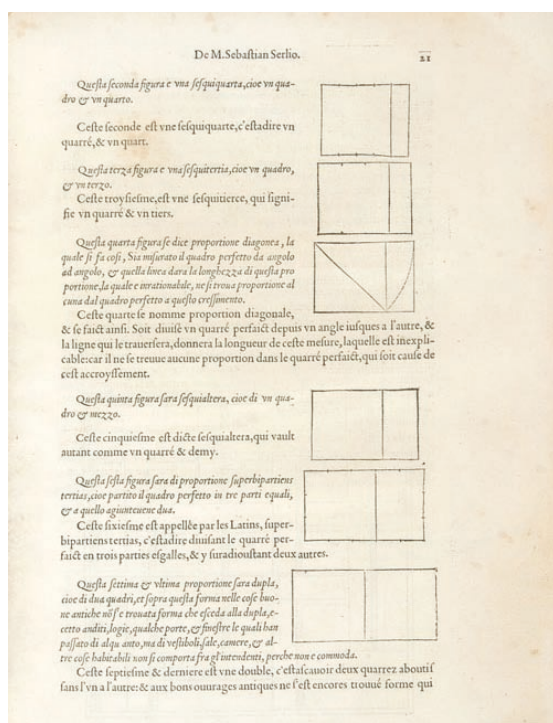 De M. Sebaſtian Serlio.
21
Queſta ſeconda figura e vna ſeſquiquarta, cioe vn qua-
dro & vn quarto.
Ceſte ſeconde eſt vne ſeſquiquarte, c'eſtadire vn
quarré, & vn quart.
Queſta terza figura e vna ſeſquitertia, cioe vn quadro,
& vn terzo.
Ceſte troyſieſme, eſt vne ſeſquitierce, qui ſigni-
fie vn quarré & vn tiers.
Queſta quarta figura ſe dice proportione diagonea, la
quale ſi fa coſi, Sia miſurato il quadro perfetto da angolo
ad angolo, & quella linea dara la longhezza di queſta pro
portione, la quale e inrationabile, ne ſi troua proportione al
cuna dal quadro perfetto a queſto creſſimento.
Ceſte quarte ſe nomme proportion diagonale,
& ſe faict ainſi. Soit diuiſé vn quarré perfaict depuis vn angle iuſques a l'autre, &
la ligne qui le trauerſera, donnera la longueur de ceſte meſure, laquelle eſt inexpli-
cable: car il ne ſe treuue aucune proportion dans le quarré perfaict, qui ſoit cauſe de
ceſt accroyſſement.
Queſta quinta figura ſara ſeſquialtera, cioe di vn qua-
dro & mezzo.
Ceſte cinquieſme eſt dicte ſeſquialtera, qui vault
autant comme vn quarré & demy.
Queſta ſeſta figura ſara di proportione ſuperbipartiens
tertias, cioe partito il quadro perfetto in tre parti equali,
& a quello agiunteuene dua.
Ceſte ſixieſme eſt appellée par les Latins, ſuper-
bipartiens tertias, c'eſtadire diuiſant le quarré per-
faict en trois parties eſgalles, & y ſuradiouſtant deux autres.
Queſta ſettima & vltima proportione ſara dupla,
cioe di dua quadri, et ſopra queſta forma nelle coſe buo-
ne antiche nõ ſ'e trouata forma che eſceda alla dupla, e-
cetto anditi, logie, qualche porte, & fineſtre le quali han
paſſato di alqu anto, ma di veſtiboli, ſale, camere, & al-
tre coſe habitabili non ſi comporta fra gl'intendenti, perche non e commoda.
Ceſte ſeptieſme & derniere eſt vne double, c'eſtaſcauoir deux quarrez aboutiſ
ſans l'vn a l'autre: & aux bons ouurages antiques ne ſ'eſt encores trouué forme qui